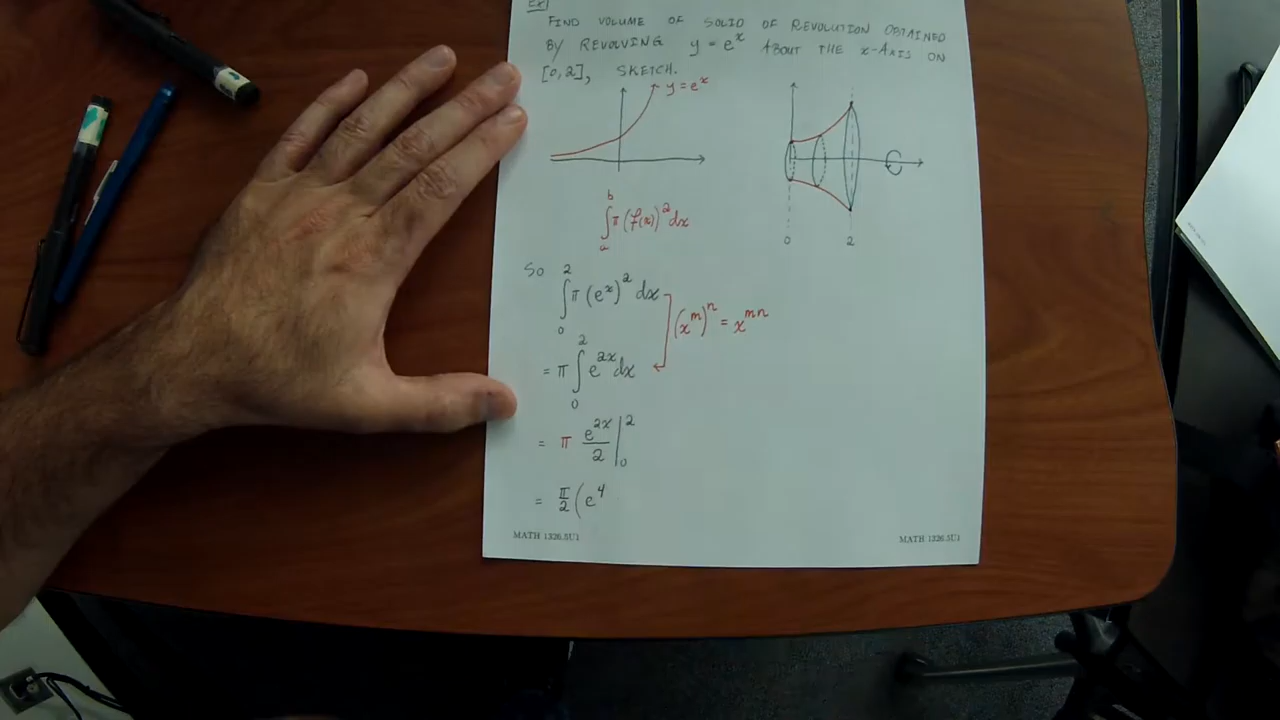 Ex)
FIND VOLUME OF SOLID OF REVOLUTION OBTAINED
BY REVOLVING y = e^x ABOUT THE x-AXIS ON
[0,2], SKETCH.
y = e^x
0 2
∫_a^b π (f(x))^2 dx
So ∫_0^2 π (e^x)^2 dx
(x^m)^n = x^{mn}
= π ∫_0^2 e^{2x} dx
= π e^{2x}/2 |_0^2
= π/2 (e^4
MATH 1326.5U1 MATH 1326.5U1